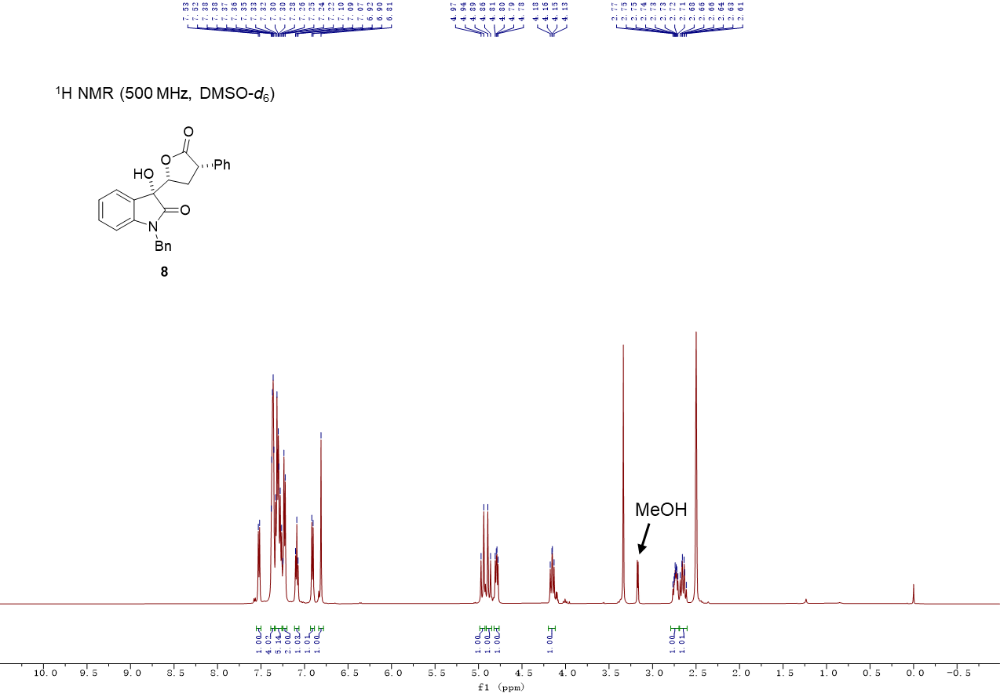 7.53 7.52 7.38 7.38 7.37 7.36 7.35 7.33 7.32 7.30 7.30 7.28 7.26 7.25 7.24 7.22 7.10 7.09 7.07 6.92 6.90 6.81 4.97 4.94 4.89 4.86 4.81 4.80 4.79 4.78 4.18 4.16 4.15 4.13 2.77 2.75 2.75 2.74 2.73 2.73 2.72 2.71 2.68 2.66 2.66 2.64 2.63 2.61
¹H NMR (500 MHz, DMSO-d₆)
O
O
Ph
HO
O
N
Bn
8
MeOH
1.00 4.02 5.14 2.00 1.03 1.01 1.00 1.00 1.00 1.00 1.00 1.00 1.01
10.0 9.5 9.0 8.5 8.0 7.5 7.0 6.5 6.0 5.5 5.0 4.5 4.0 3.5 3.0 2.5 2.0 1.5 1.0 0.5 0.0 -0.5
f1 (ppm)